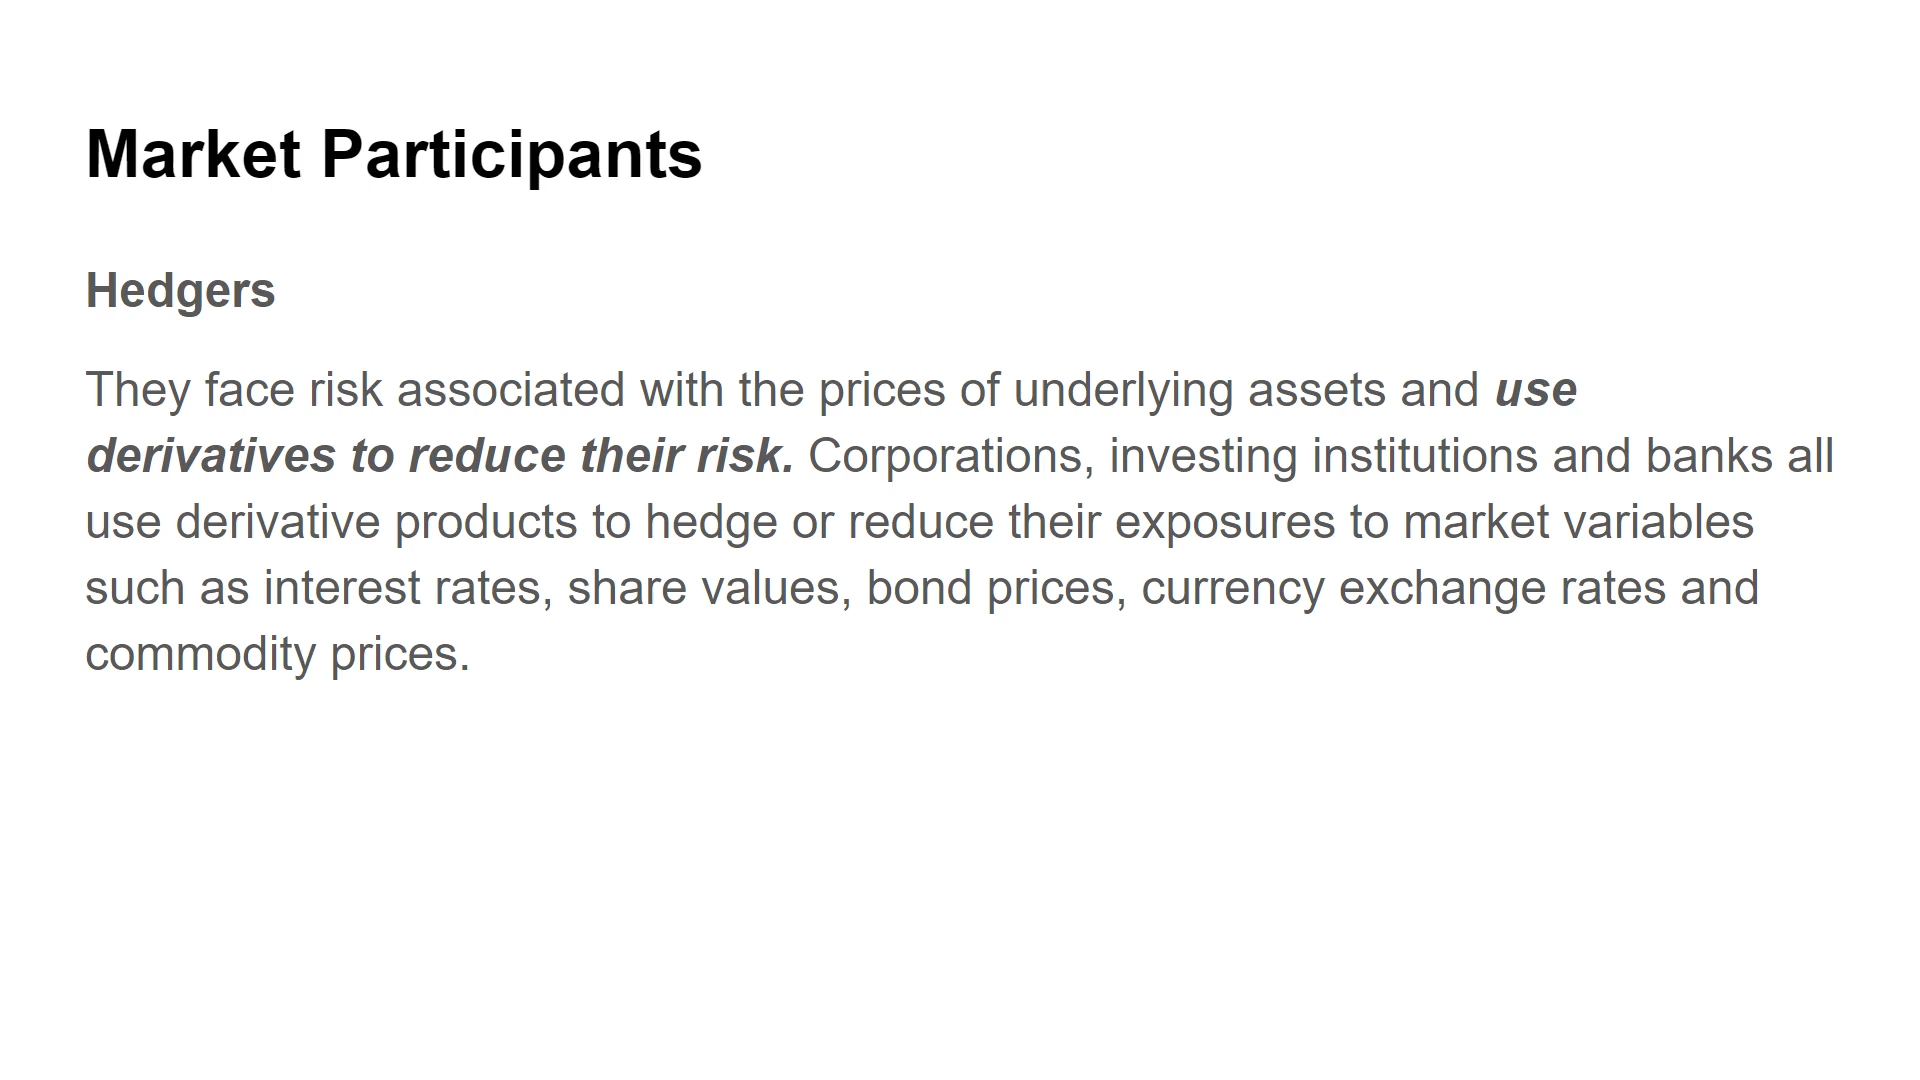 Market Participants
Hedgers
They face risk associated with the prices of underlying assets and use
derivatives to reduce their risk. Corporations, investing institutions and banks all
use derivative products to hedge or reduce their exposures to market variables
such as interest rates, share values, bond prices, currency exchange rates and
commodity prices.